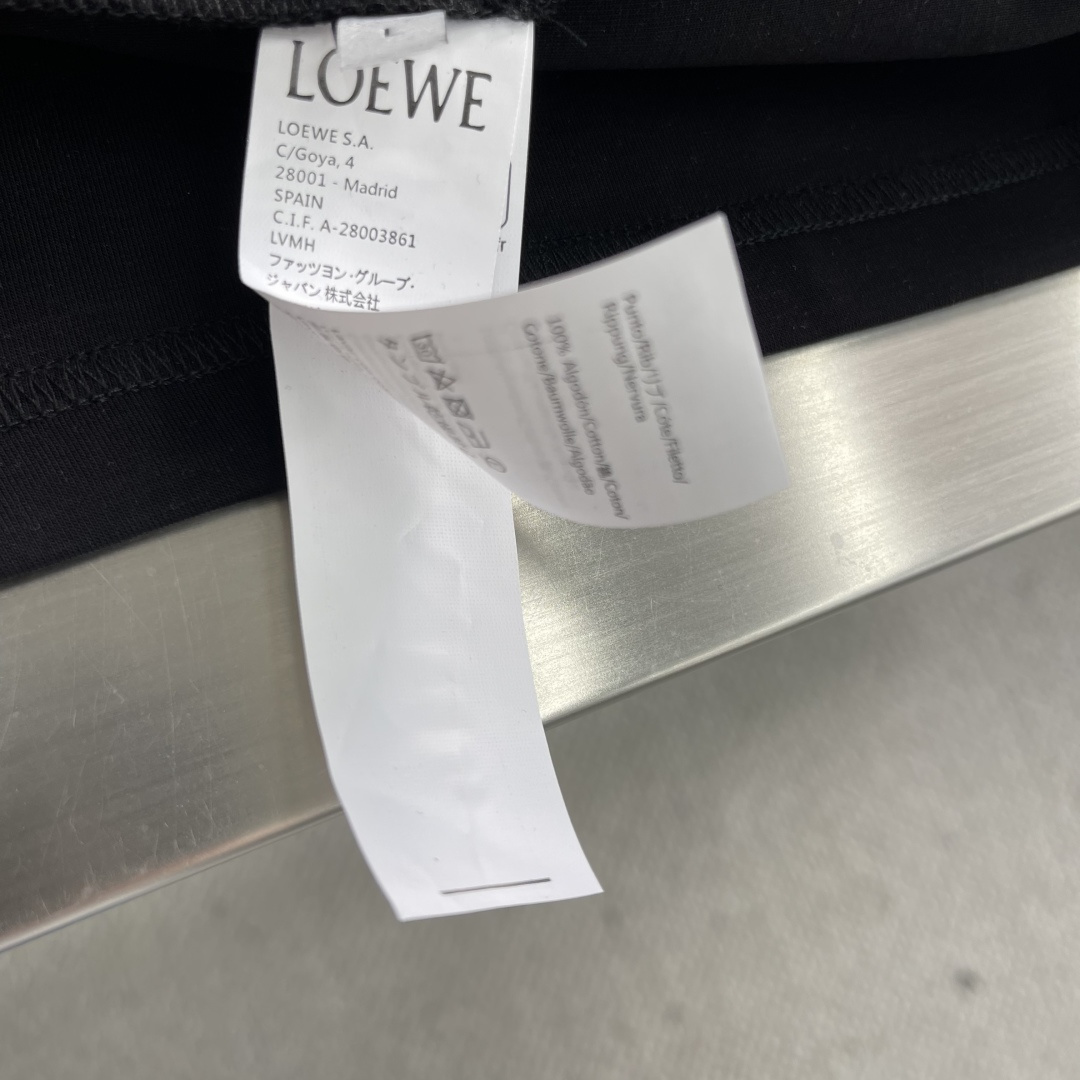 LOEWE
LOEWE S.A.
C/Goya, 4
28001 - Madrid
SPAIN
C.I.F. A-28003861
LVMH
ファッツヨン·グループ·
ジャパン 株式会社
Punto/Rib/リブ/Côte/Filetto/
Rippung/Nervure
100% Algodón/Cotton/綿/Coton/
Cotone/Baumwolle/Algodão